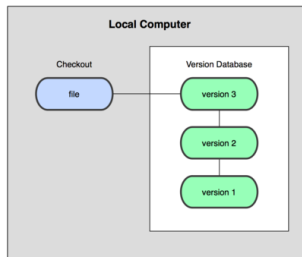 Local Computer
Checkout
Version Database
file
version 3
version 2
version 1